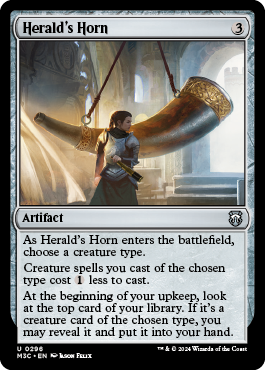 Herald's Horn 3
Artifact
As Herald's Horn enters the battlefield,
choose a creature type.
Creature spells you cast of the chosen
type cost 1 less to cast.
At the beginning of your upkeep, look
at the top card of your library. If it's a
creature card of the chosen type, you
may reveal it and put it into your hand.
U 0296
M3C • EN Jason Felix
™ & © 2024 Wizards of the Coast